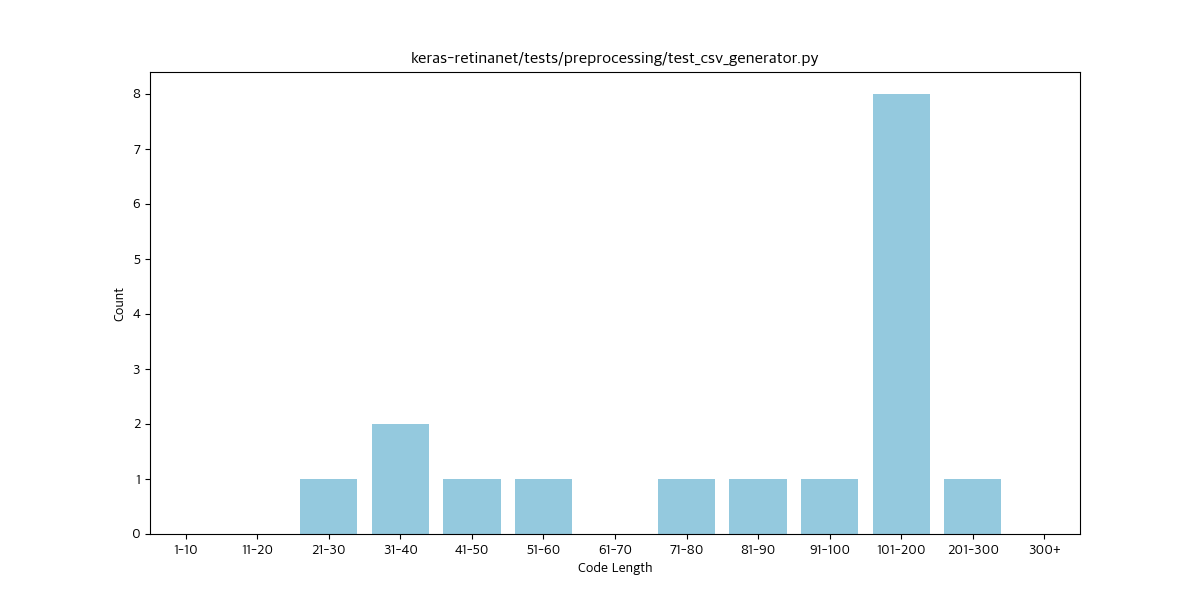 keras-retinanet/tests/preprocessing/test_csv_generator.py
8
7
6
5
4
3
2
1
0
Count
1-10 11-20 21-30 31-40 41-50 51-60 61-70 71-80 81-90 91-100 101-200 201-300 300+
Code Length